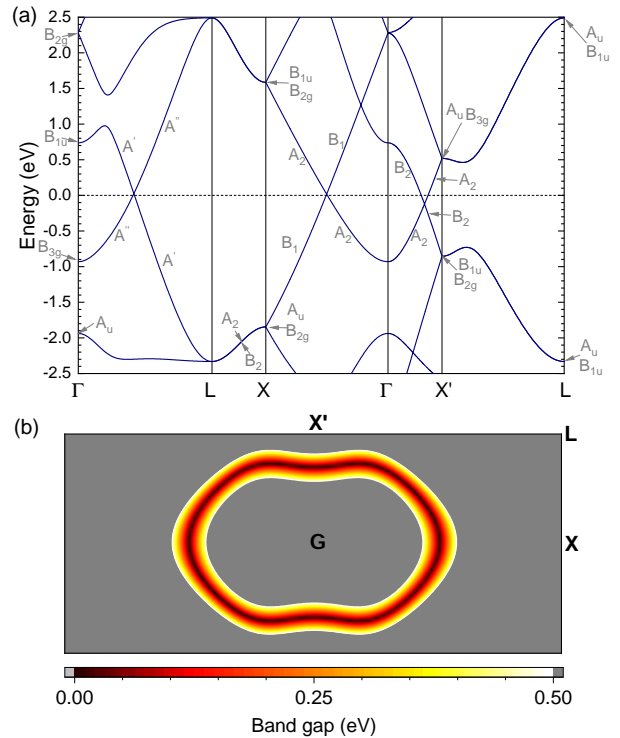 (a)
Energy (eV)
2.5
2.0
1.5
1.0
0.5
0.0
-0.5
-1.0
-1.5
-2.0
-2.5
B2g
B1u
B3g
Au
A'
A''
A''
A'
A2
B2
B1u
B2g
A2
B1
B1
A2
Au
B2g
B2
A2
Au B3g
A2
B2
B1u
B2g
Au
B1u
Au
B1u
Γ L X Γ X' L
(b)
X'
L
G
X
0.00 0.25 0.50
Band gap (eV)